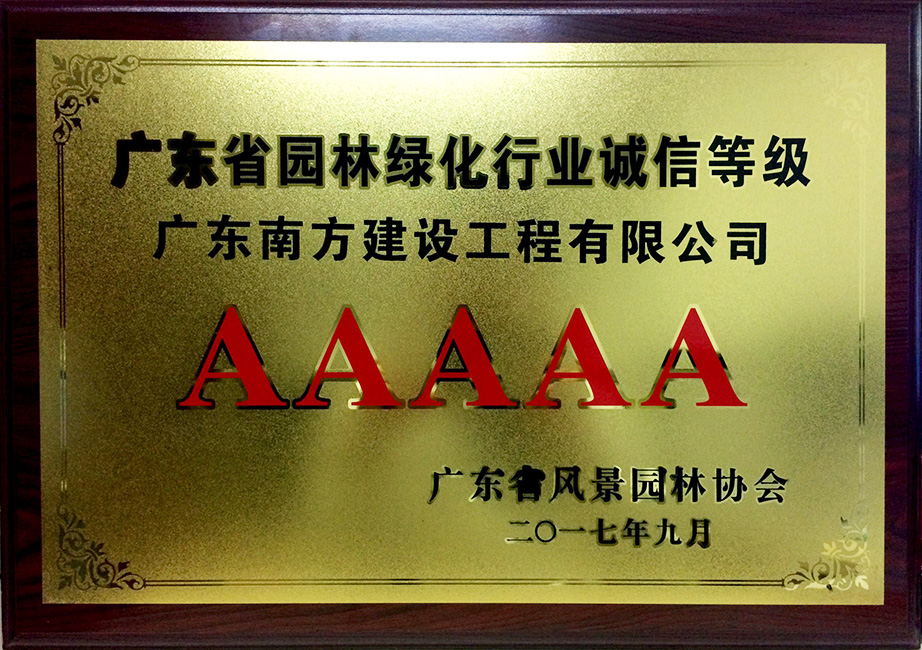 广东省园林绿化行业诚信等级
广东南方建设工程有限公司
AAAAA
广东省风景园林协会
二〇一七年九月